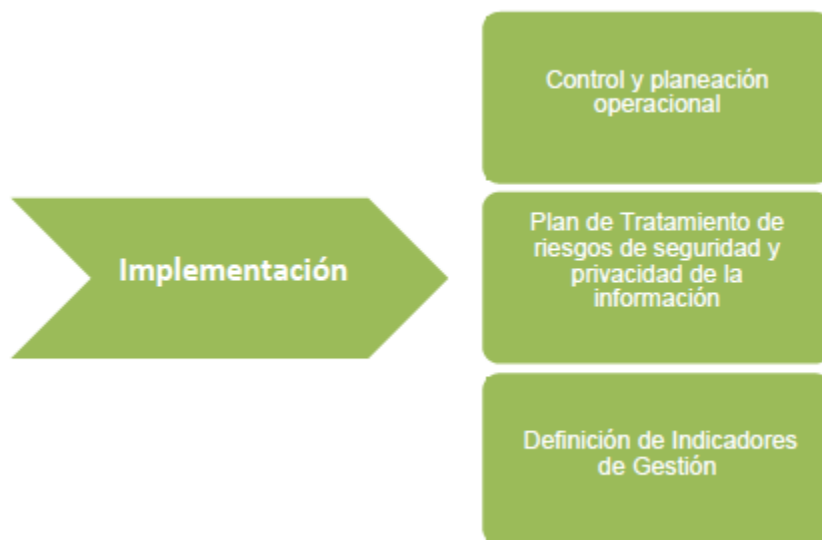 Implementación
Control y planeación
operacional
Plan de Tratamiento de
riesgos de seguridad y
privacidad de la
información
Definición de Indicadores
de Gestión